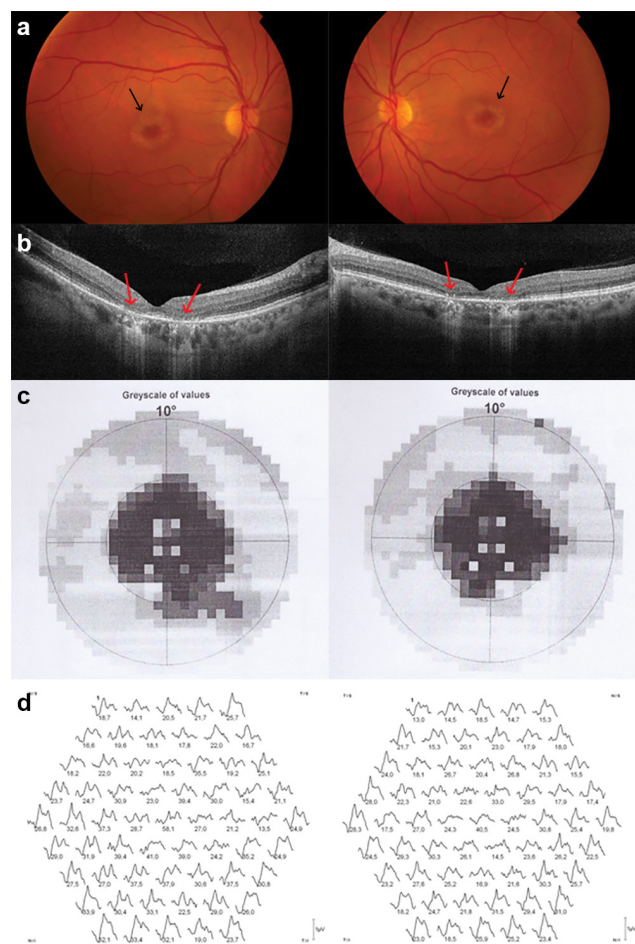 a
b
c
Greyscale of values
10°
Greyscale of values
10°
d
18,7 14,1 20,5 21,7 25,7
16,6 19,6 18,1 17,8 22,0 16,7
18,2 22,0 20,2 18,5 35,5 19,2 25,1
23,7 24,7 30,9 23,0 39,4 30,0 15,4 21,1
26,8 32,6 37,3 28,7 58,1 27,0 21,2 13,5 24,9
29,0 31,9 39,4 41,0 39,0 24,2 35,2 24,9
27,5 27,0 37,5 37,9 30,6 37,5 30,8
33,9 30,4 33,1 22,5 29,0 26,0
32,1 33,4 32,1 19,0 23,7
13,0 14,5 18,5 14,7 15,3
21,7 15,3 20,1 23,0 17,9 18,0
24,0 18,1 26,7 20,4 26,8 21,3 15,5
28,0 22,3 21,0 22,6 33,0 29,5 17,9 17,4
28,3 17,5 27,0 24,3 40,5 24,5 30,8 25,4 19,8
24,5 29,3 30,3 26,1 14,5 23,6 26,2 22,5
23,2 27,6 25,2 16,9 21,6 30,3 25,7
18,2 24,7 21,8 31,5 29,4 31,0
23,0 18,5 25,9 25,2 23,4